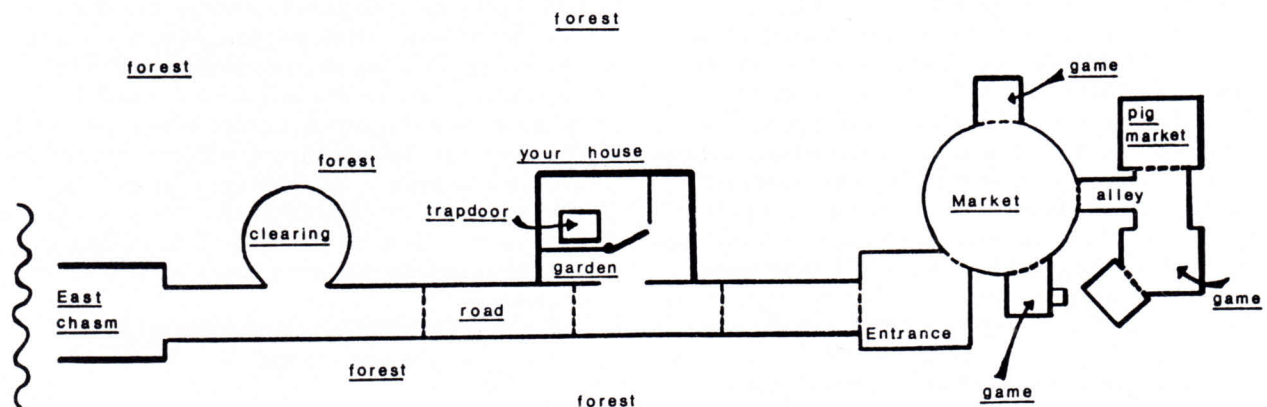 forest
forest
game
pig
market
forest
your house
alley
trapdoor
Market
clearing
garden
East
chasm
road
game
Entrance
forest
game
forest